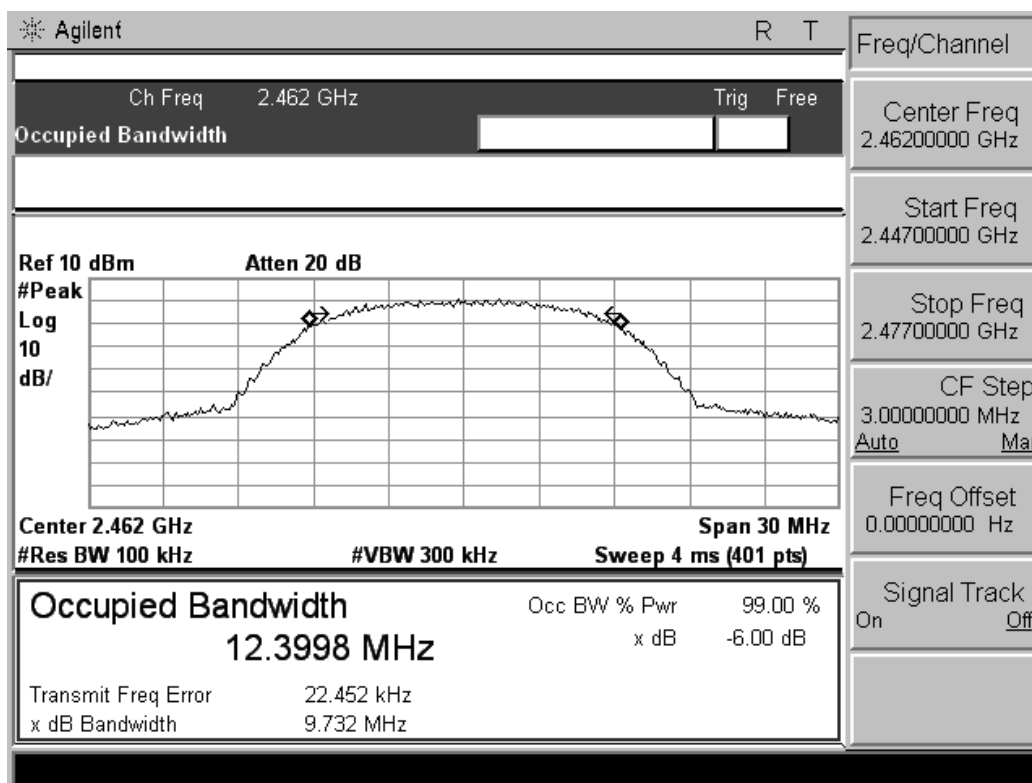 Agilent R T
Ch Freq 2.462 GHz Trig Free
Occupied Bandwidth
Ref 10 dBm Atten 20 dB
#Peak
Log
10
dB/
Center 2.462 GHz Span 30 MHz
#Res BW 100 kHz #VBW 300 kHz Sweep 4 ms (401 pts)
Occupied Bandwidth
12.3998 MHz
Occ BW % Pwr 99.00 %
x dB -6.00 dB
Transmit Freq Error 22.452 kHz
x dB Bandwidth 9.732 MHz
Freq/Channel
Center Freq
2.46200000 GHz
Start Freq
2.44700000 GHz
Stop Freq
2.47700000 GHz
CF Step
3.00000000 MHz
Auto Ma
Freq Offset
0.00000000 Hz
Signal Track
On Off